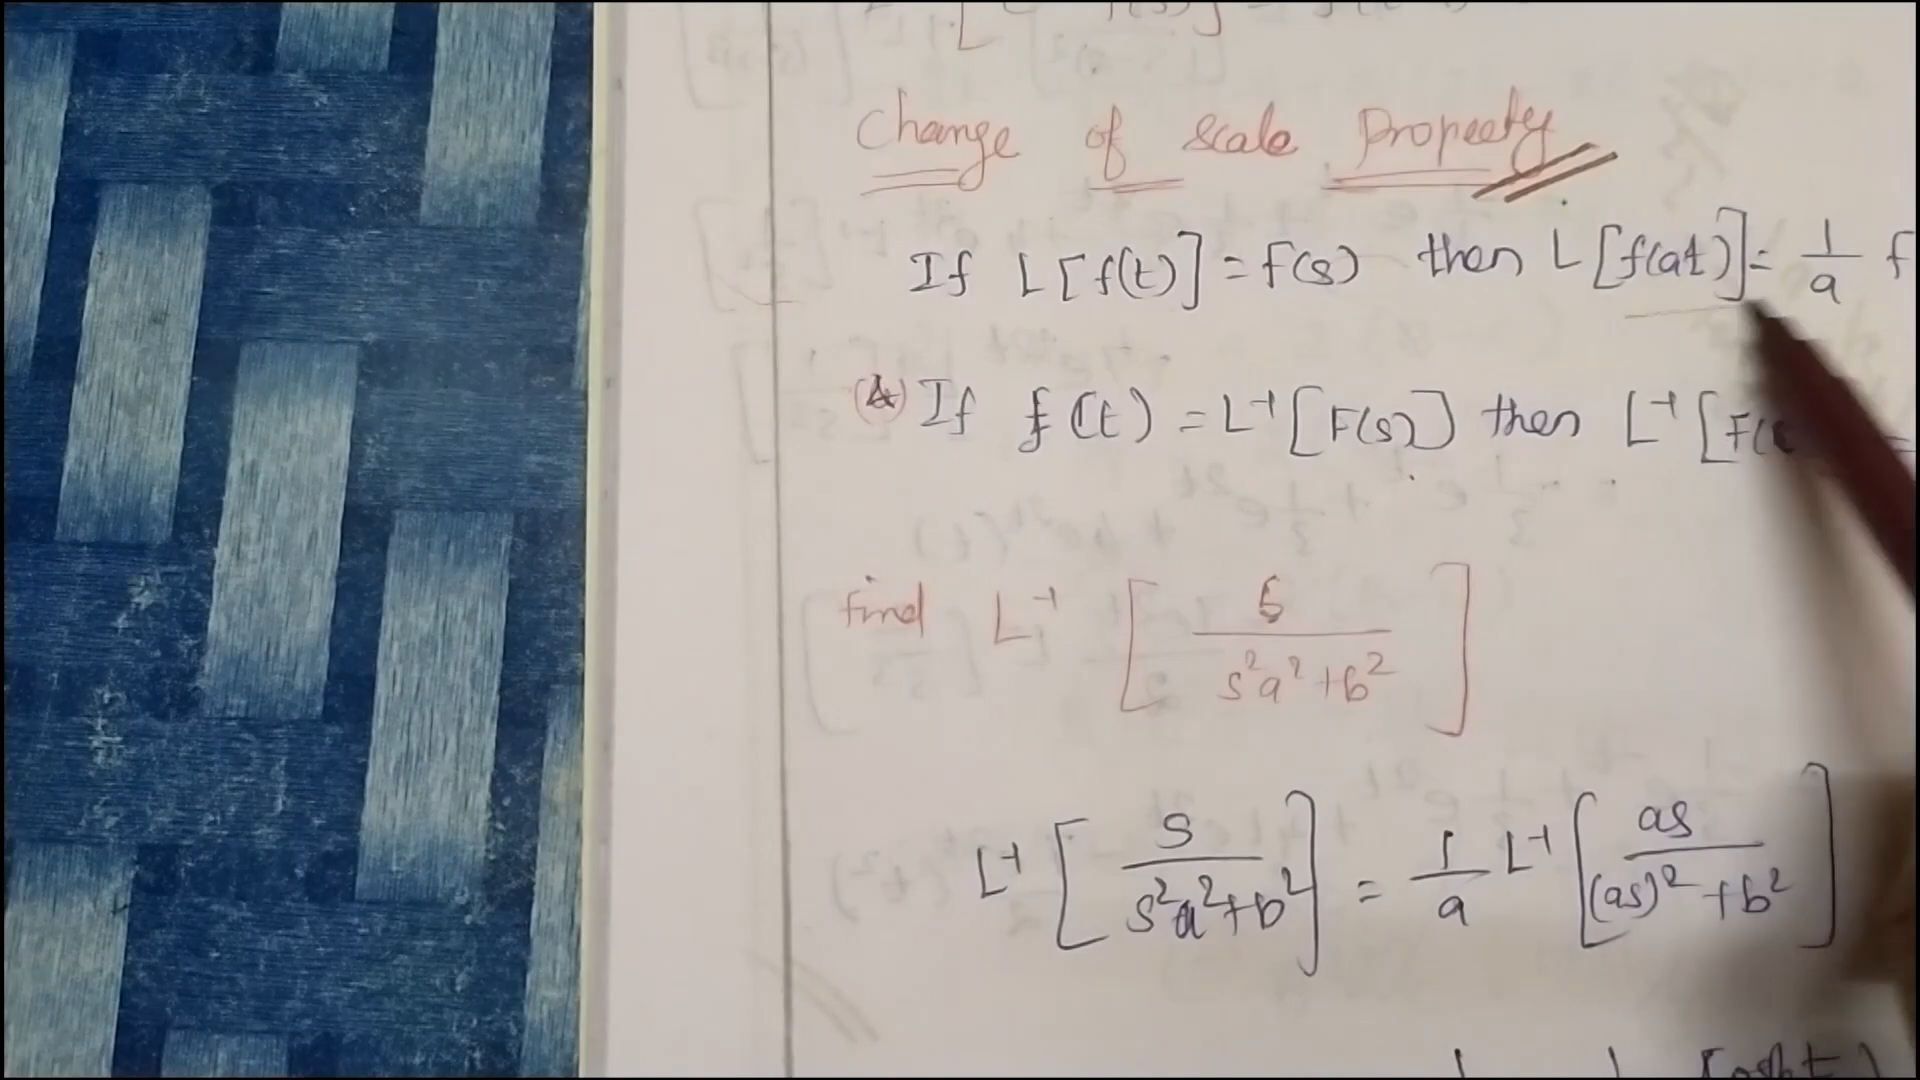 Change of scale Property
If L[f(t)] = F(s) then L[f(at)] = 1/a f
If f(t) = L⁻¹[F(s)] then L⁻¹[F( =
find L⁻¹ [s/(s²a²+b²)]
L⁻¹ [s/(s²a²+b²)] = 1/a L⁻¹ [as/((as)²+b²)]